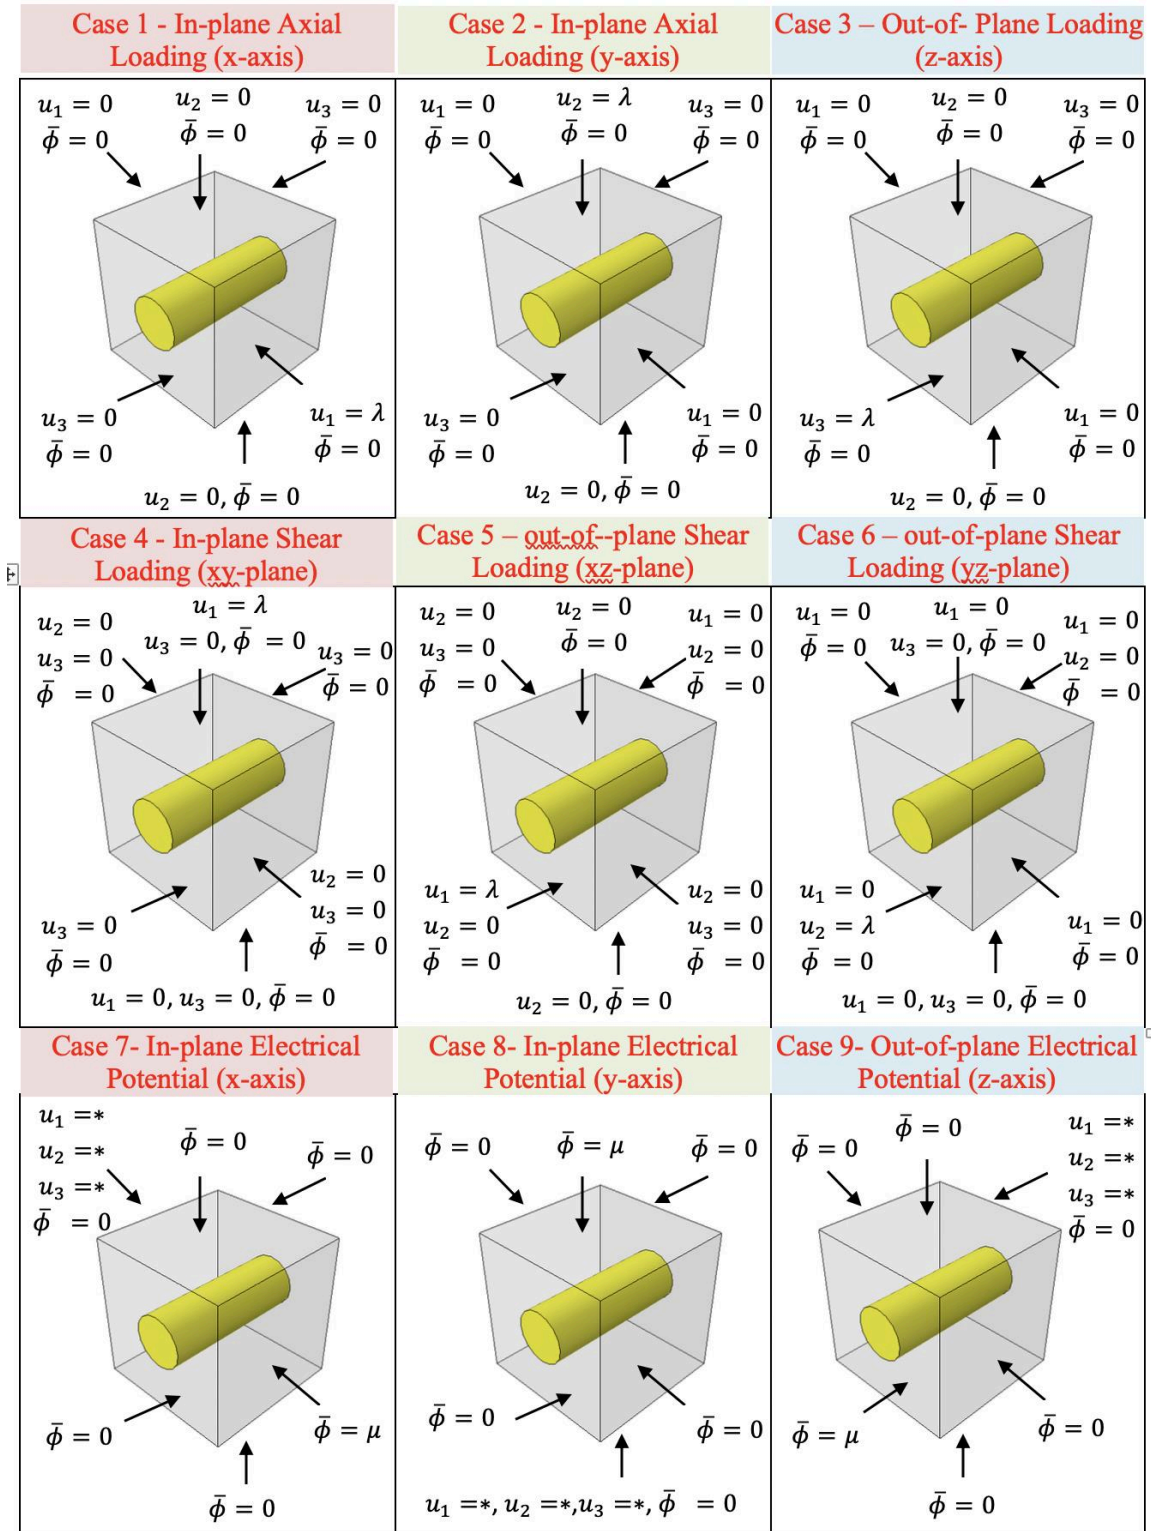 Case 1 - In-plane Axial
Loading (x-axis)
u₁ = 0
ϕ̄ = 0
u₂ = 0
ϕ̄ = 0
u₃ = 0
ϕ̄ = 0
u₃ = 0
ϕ̄ = 0
u₁ = λ
ϕ̄ = 0
u₂ = 0, ϕ̄ = 0
Case 2 - In-plane Axial
Loading (y-axis)
u₁ = 0
ϕ̄ = 0
u₂ = λ
ϕ̄ = 0
u₃ = 0
ϕ̄ = 0
u₃ = 0
ϕ̄ = 0
u₁ = 0
ϕ̄ = 0
u₂ = 0, ϕ̄ = 0
Case 3 – Out-of- Plane Loading
(z-axis)
u₁ = 0
ϕ̄ = 0
u₂ = 0
ϕ̄ = 0
u₃ = 0
ϕ̄ = 0
u₃ = λ
ϕ̄ = 0
u₁ = 0
ϕ̄ = 0
u₂ = 0, ϕ̄ = 0
Case 4 - In-plane Shear
Loading (xy-plane)
u₂ = 0
u₃ = 0
ϕ̄ = 0
u₁ = λ
u₃ = 0, ϕ̄ = 0
u₃ = 0
ϕ̄ = 0
u₃ = 0
ϕ̄ = 0
u₂ = 0
u₃ = 0
ϕ̄ = 0
u₁ = 0, u₃ = 0, ϕ̄ = 0
Case 5 – out-of--plane Shear
Loading (xz-plane)
u₂ = 0
u₃ = 0
ϕ̄ = 0
u₂ = 0
ϕ̄ = 0
u₁ = 0
u₂ = 0
ϕ̄ = 0
u₁ = λ
u₂ = 0
ϕ̄ = 0
u₂ = 0
u₃ = 0
ϕ̄ = 0
u₂ = 0, ϕ̄ = 0
Case 6 – out-of-plane Shear
Loading (yz-plane)
u₁ = 0
ϕ̄ = 0
u₁ = 0
u₃ = 0, ϕ̄ = 0
u₁ = 0
u₂ = 0
ϕ̄ = 0
u₁ = 0
u₂ = λ
ϕ̄ = 0
u₁ = 0
ϕ̄ = 0
u₁ = 0, u₃ = 0, ϕ̄ = 0
Case 7- In-plane Electrical
Potential (x-axis)
u₁ =*
u₂ =*
u₃ =*
ϕ̄ = 0
ϕ̄ = 0
ϕ̄ = 0
ϕ̄ = 0
ϕ̄ = μ
ϕ̄ = 0
Case 8- In-plane Electrical
Potential (y-axis)
ϕ̄ = 0
ϕ̄ = μ
ϕ̄ = 0
ϕ̄ = 0
ϕ̄ = 0
u₁ =*, u₂ =*,u₃ =*, ϕ̄ = 0
Case 9- Out-of-plane Electrical
Potential (z-axis)
ϕ̄ = 0
ϕ̄ = 0
u₁ =*
u₂ =*
u₃ =*
ϕ̄ = 0
ϕ̄ = μ
ϕ̄ = 0
ϕ̄ = 0